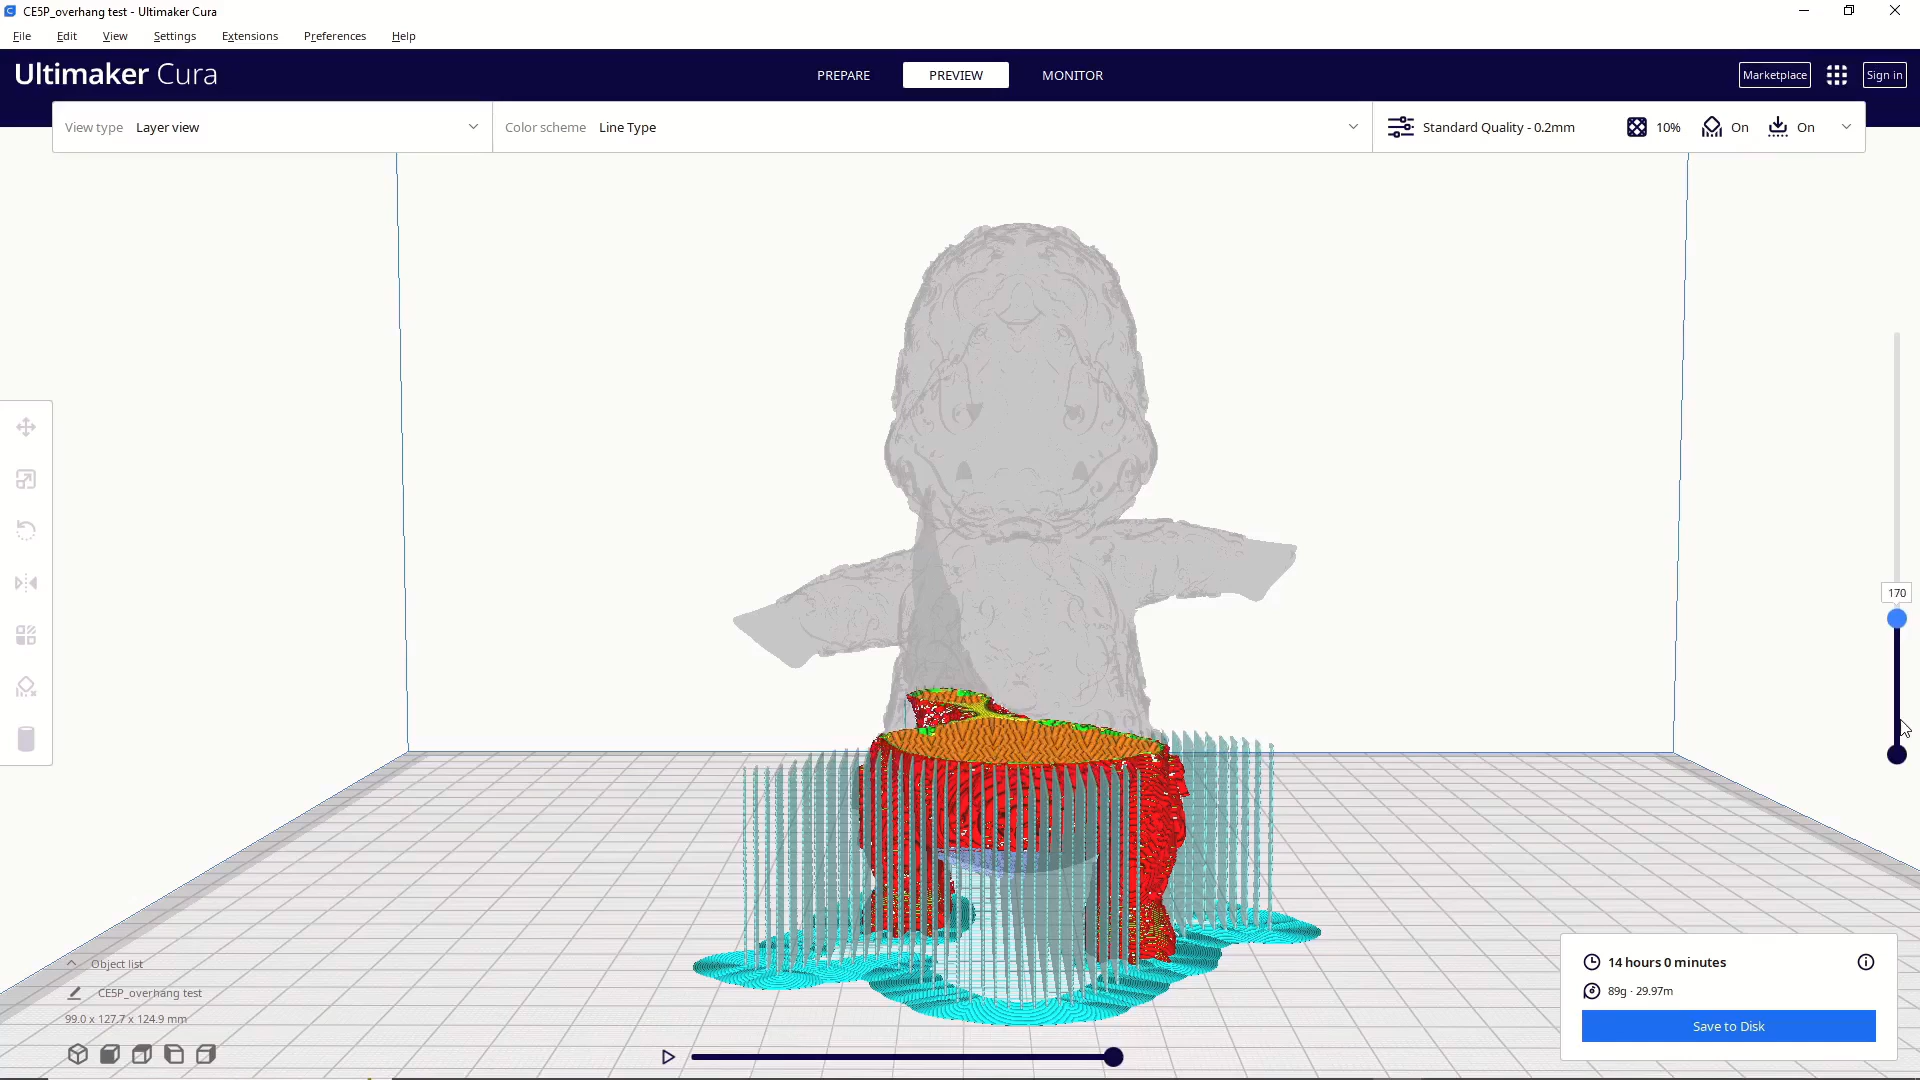 CE5P_overhang test - Ultimaker Cura
File Edit View Settings Extensions Preferences Help
Ultimaker Cura
PREPARE PREVIEW MONITOR
Marketplace Sign in
View type Layer view
Color scheme Line Type
Standard Quality - 0.2mm 10% On On
170
Object list
CE5P_overhang test
99.0 x 127.7 x 124.9 mm
14 hours 0 minutes
89g · 29.97m
Save to Disk